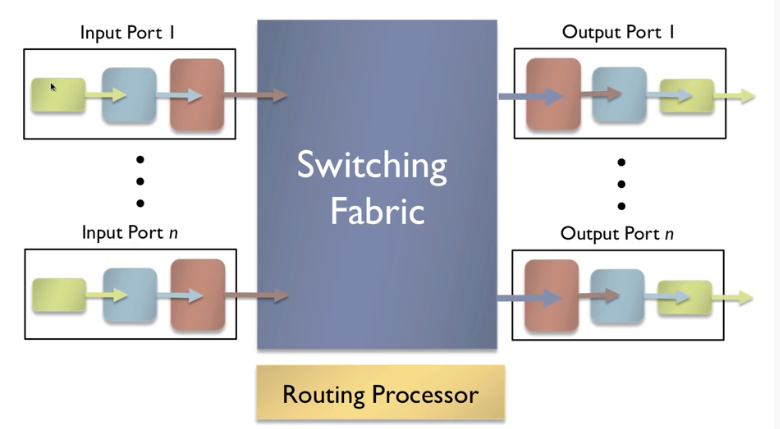 Input Port 1
Output Port 1
Switching
Fabric
Input Port n
Output Port n
Routing Processor